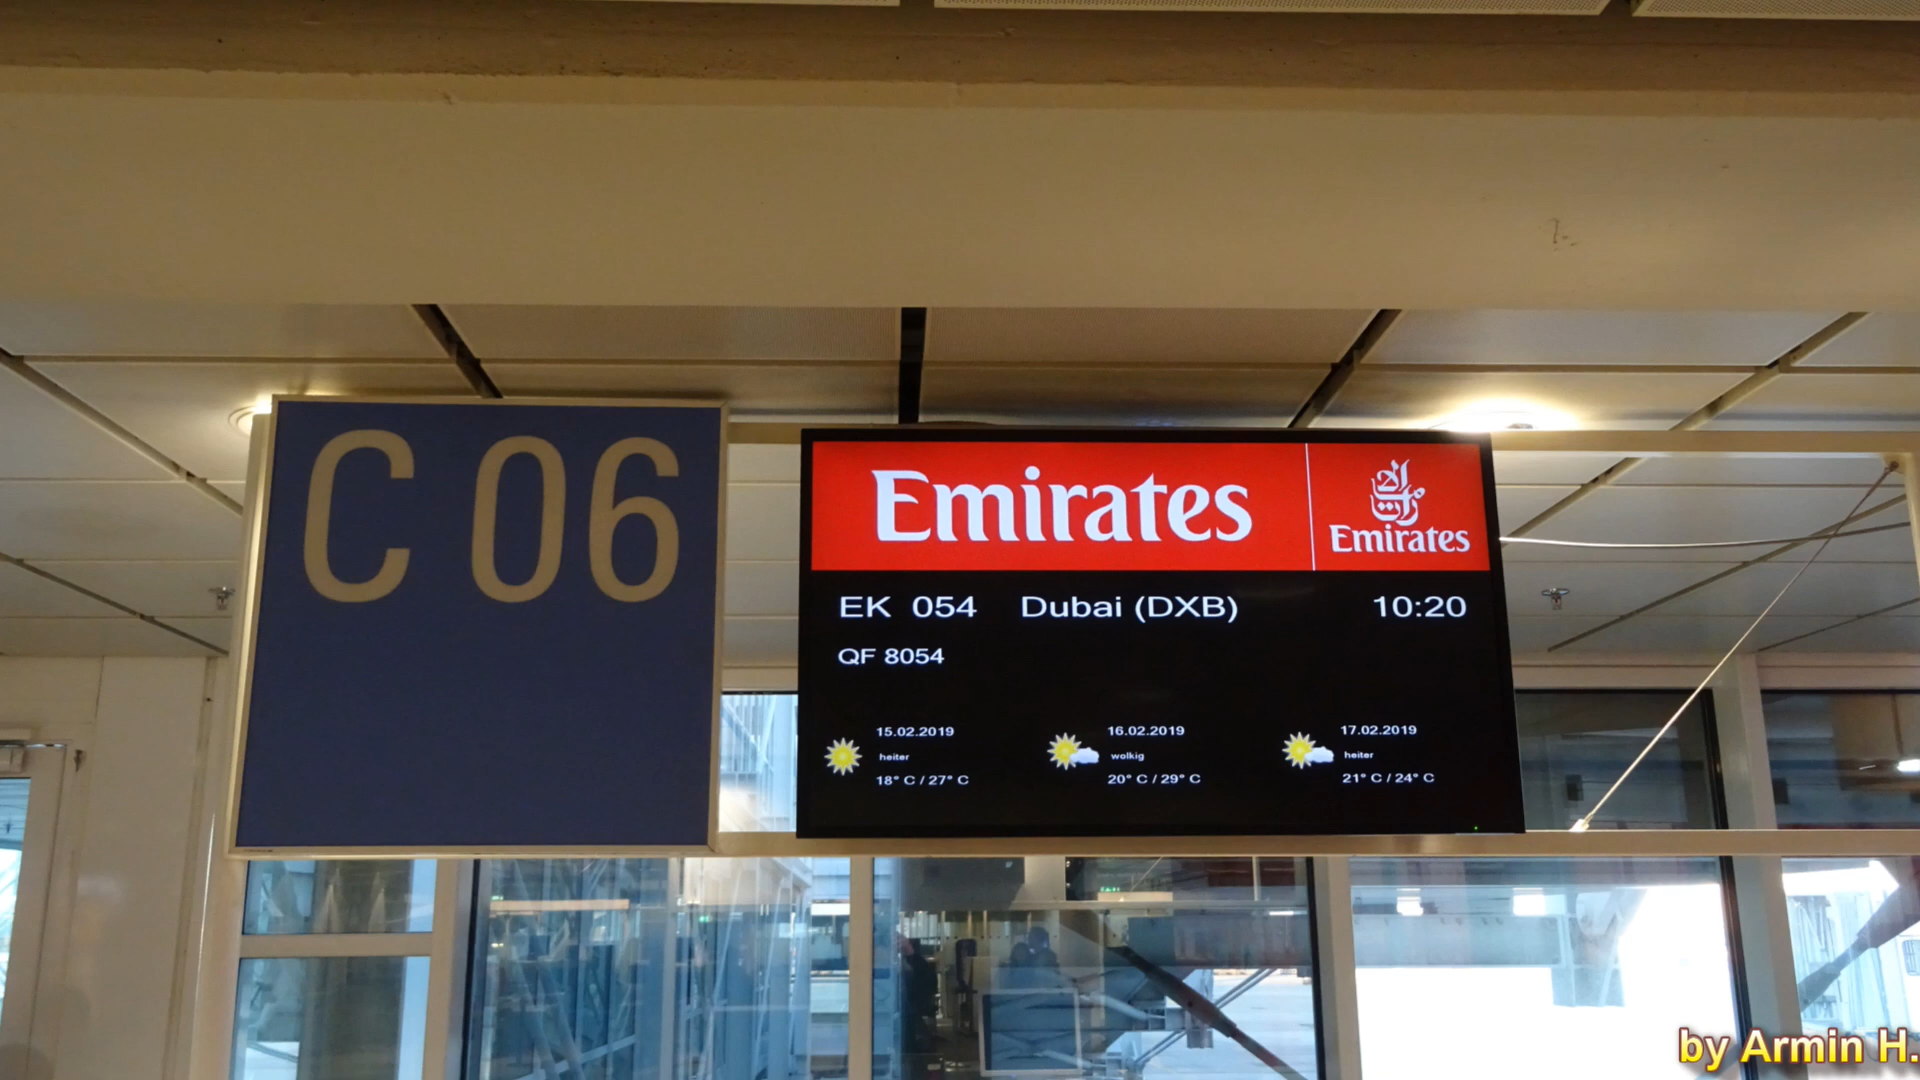 C 06
Emirates
Emirates
EK 054 Dubai (DXB) 10:20
QF 8054
15.02.2019
heiter
18° C / 27° C
16.02.2019
wolkig
20° C / 29° C
17.02.2019
heiter
21° C / 24° C
by Armin H.